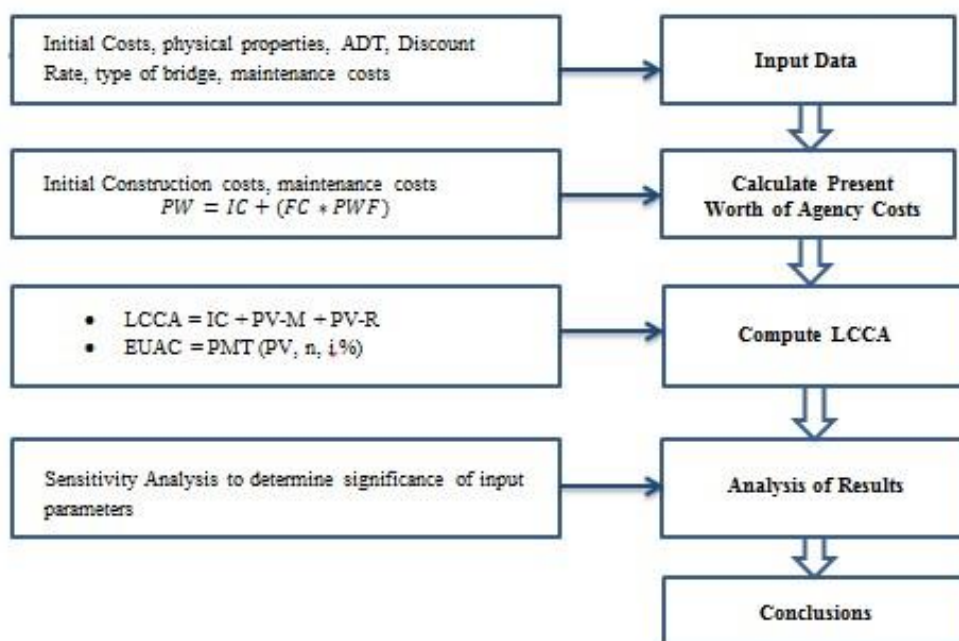 Initial Costs, physical properties, ADT, Discount
Rate, type of bridge, maintenance costs
Input Data
Initial Construction costs, maintenance costs
PW = IC + (FC * PWF)
Calculate Present
Worth of Agency Costs
• LCCA = IC + PV-M + PV-R
• EUAC = PMT (PV, n, i,%)
Compute LCCA
Sensitivity Analysis to determine significance of input
parameters
Analysis of Results
Conclusions